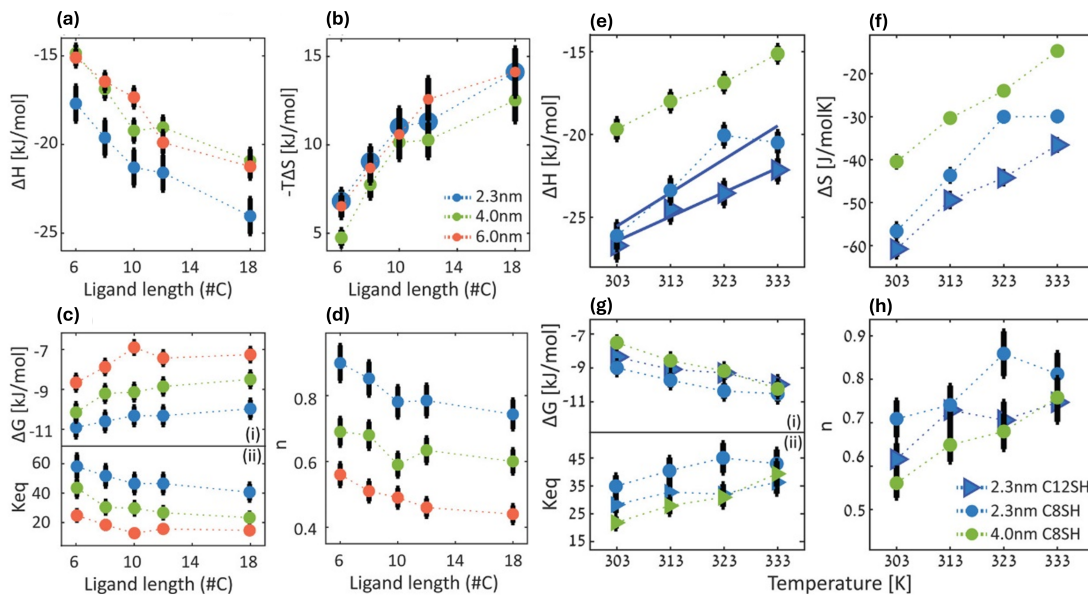 (a)
ΔH [kJ/mol]
-15
-20
-25
6 10 14 18
Ligand length (#C)
(b)
-TΔS [kJ/mol]
15
10
5
2.3nm
4.0nm
6.0nm
6 10 14 18
Ligand length (#C)
(e)
ΔH [kJ/mol]
-15
-20
-25
303 313 323 333
(f)
ΔS [J/molK]
-20
-30
-40
-50
-60
303 313 323 333
(c)
ΔG [kJ/mol]
-7
-9
-11
(i)
(ii)
Keq
60
40
20
6 10 14 18
Ligand length (#C)
(d)
n
0.8
0.6
0.4
6 10 14 18
Ligand length (#C)
(g)
ΔG [kJ/mol]
-7
-9
-11
(i)
(ii)
Keq
45
35
25
15
303 313 323 333
(h)
n
0.9
0.8
0.7
0.6
0.5
2.3nm C12SH
2.3nm C8SH
4.0nm C8SH
303 313 323 333
Temperature [K]